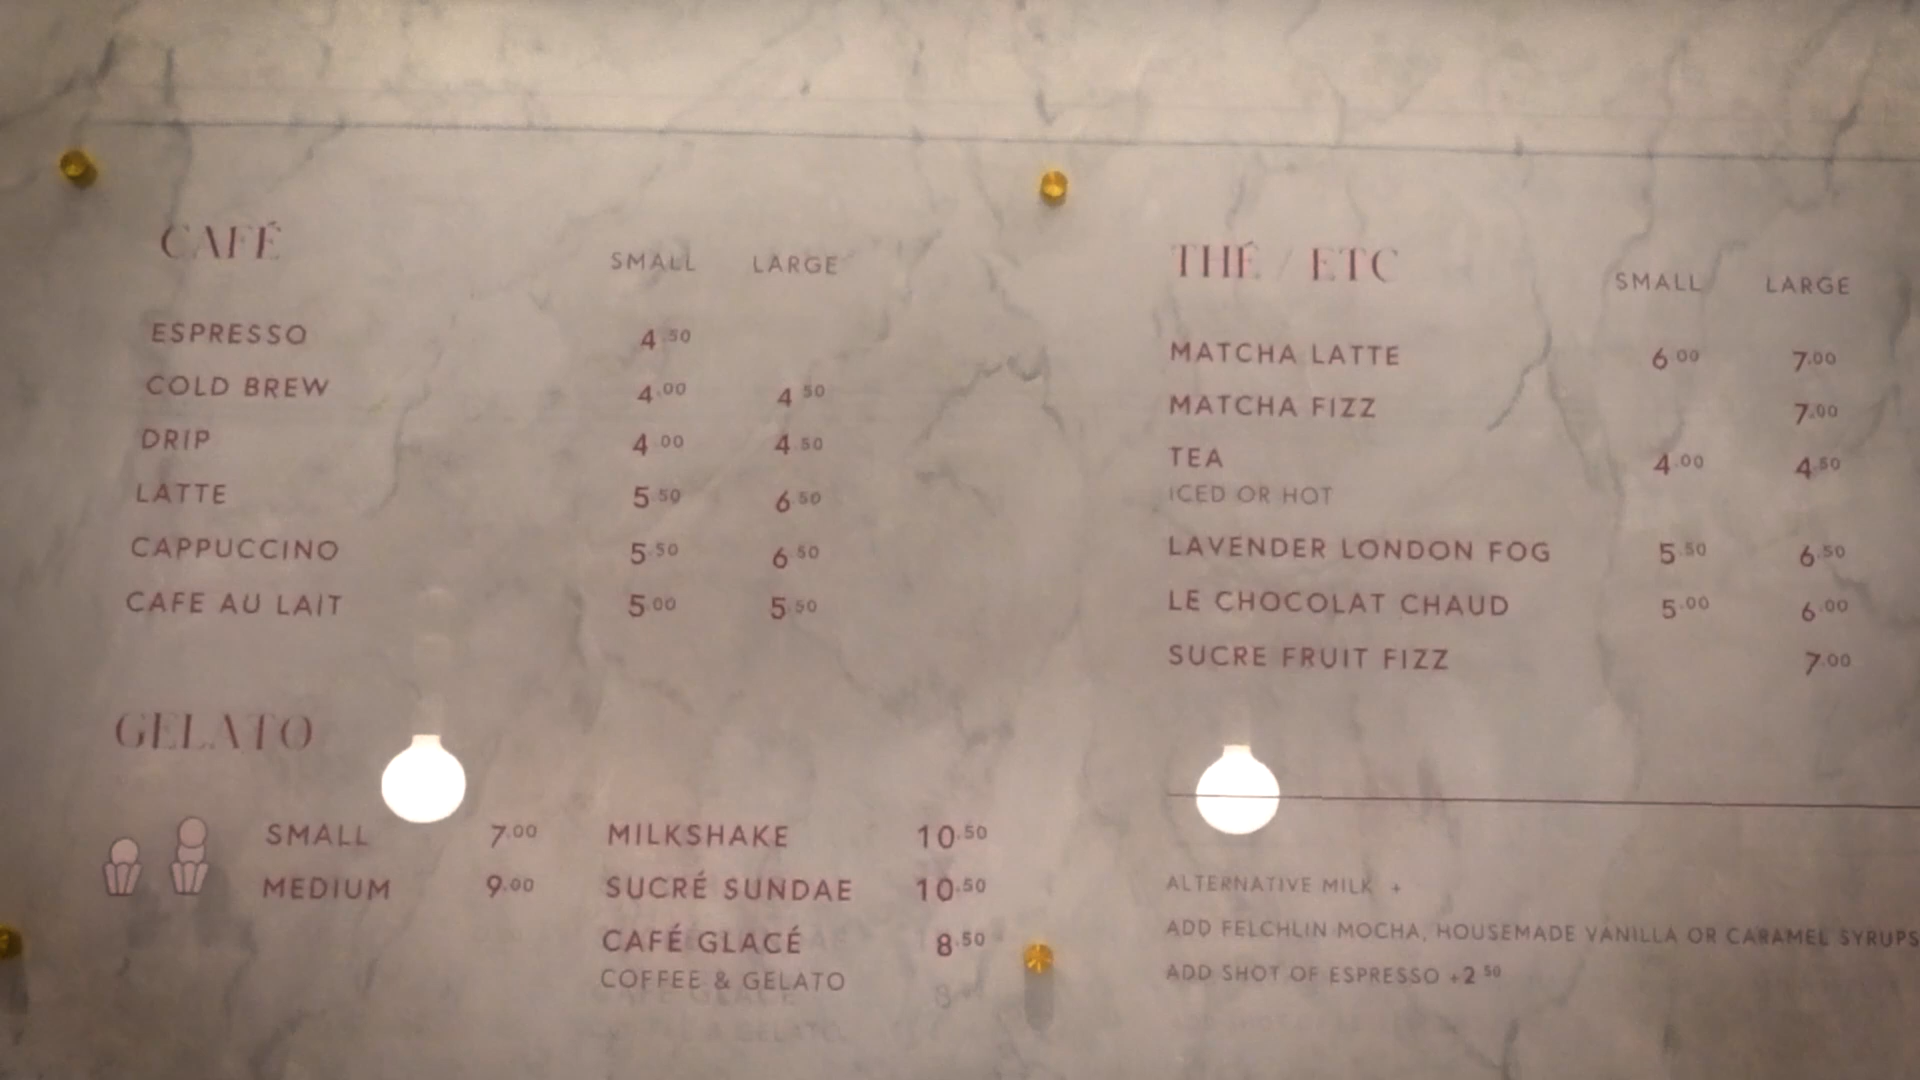 CAFÉ SMALL LARGE
ESPRESSO 4.50
COLD BREW 4.00 4.50
DRIP 4.00 4.50
LATTE 5.50 6.50
CAPPUCCINO 5.50 6.50
CAFE AU LAIT 5.00 5.50
GELATO
SMALL 7.00
MEDIUM 9.00
MILKSHAKE 10.50
SUCRÉ SUNDAE 10.50
CAFÉ GLACÉ 8.50
COFFEE & GELATO
THÉ / ETC SMALL LARGE
MATCHA LATTE 6.00 7.00
MATCHA FIZZ 7.00
TEA 4.00 4.50
ICED OR HOT
LAVENDER LONDON FOG 5.50 6.50
LE CHOCOLAT CHAUD 5.00 6.00
SUCRE FRUIT FIZZ 7.00
ALTERNATIVE MILK +
ADD FELCHLIN MOCHA, HOUSEMADE VANILLA OR CARAMEL SYRUPS
ADD SHOT OF ESPRESSO +2.50